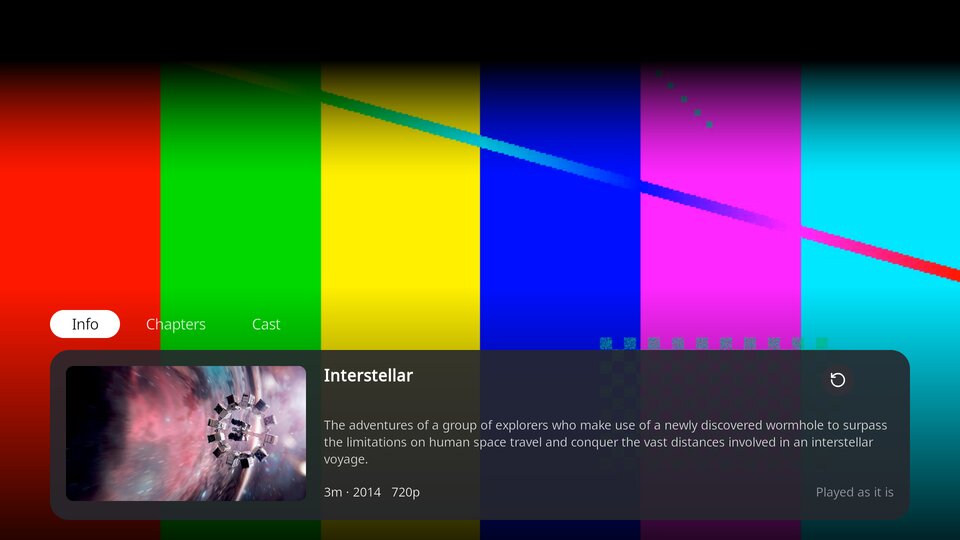 Info
Chapters
Cast
Interstellar
The adventures of a group of explorers who make use of a newly discovered wormhole to surpass
the limitations on human space travel and conquer the vast distances involved in an interstellar
voyage.
3m · 2014 720p
Played as it is